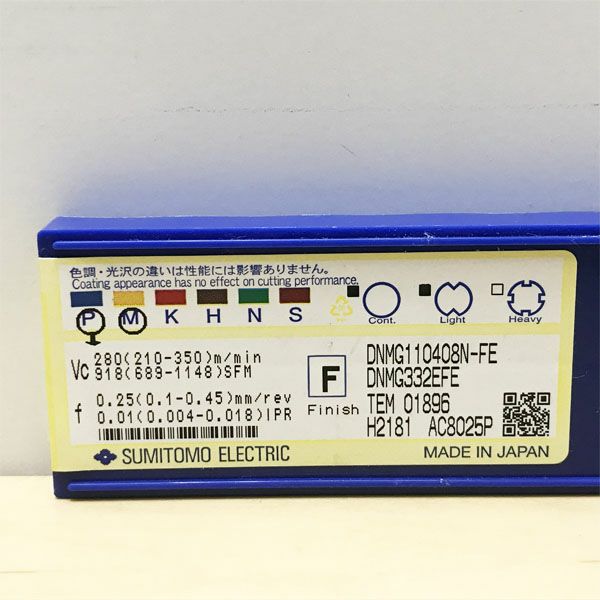 色調・光沢の違いは性能には影響ありません。
Coating appearance has no effect on cutting performance.
P M K H N S
Cont. Light Heavy
Vc 280(210-350)m/min
918(689-1148)SFM
f 0.25(0.1-0.45)mm/rev
0.01(0.004-0.018)IPR
F
Finish
DNMG110408N-FE
DNMG332EFE
TEM 01896
H2181 AC8025P
SUMITOMO ELECTRIC
MADE IN JAPAN